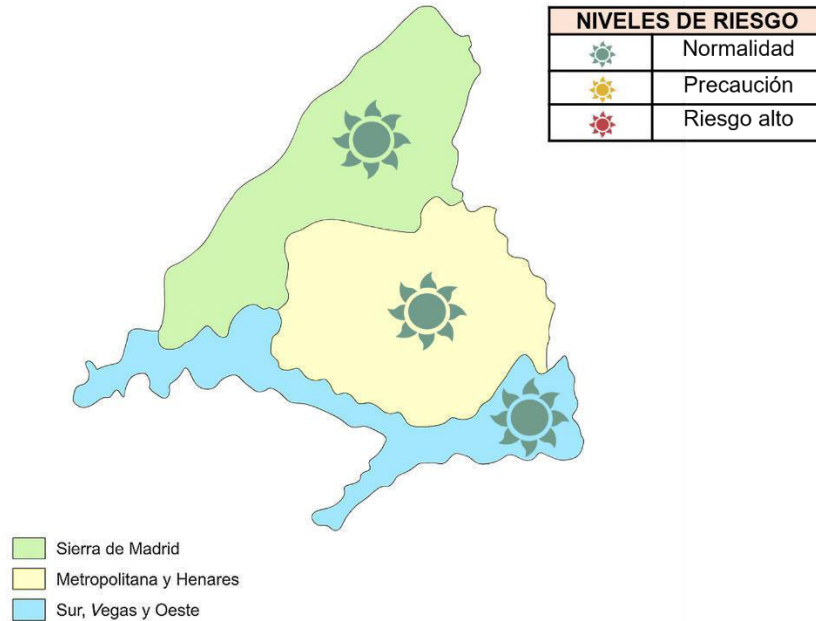 NIVELES DE RIESGO
Normalidad
Precaución
Riesgo alto
Sierra de Madrid
Metropolitana y Henares
Sur, Vegas y Oeste